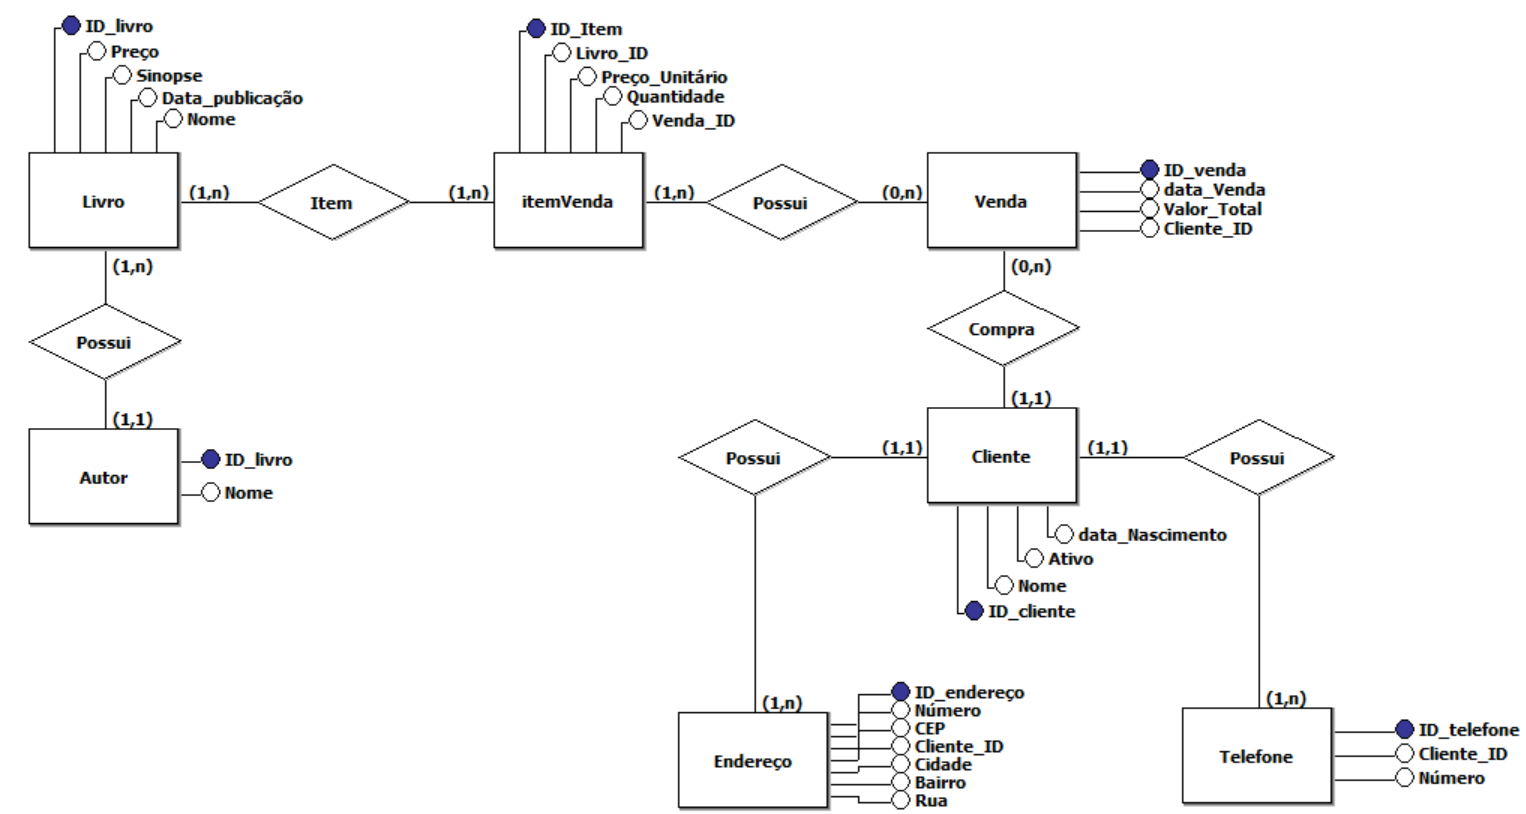 ID_livro
Preço
Sinopse
Data_publicação
Nome
ID_Item
Livro_ID
Preço_Unitário
Quantidade
Venda_ID
Livro
(1,n)
Item
(1,n)
itemVenda
(1,n)
Possui
(0,n)
Venda
ID_venda
data_Venda
Valor_Total
Cliente_ID
(1,n)
Possui
(1,1)
Autor
ID_livro
Nome
(0,n)
Compra
(1,1)
Possui
(1,1)
Cliente
(1,1)
Possui
data_Nascimento
Ativo
Nome
ID_cliente
(1,n)
Endereço
ID_endereço
Número
CEP
Cliente_ID
Cidade
Bairro
Rua
(1,n)
Telefone
ID_telefone
Cliente_ID
Número